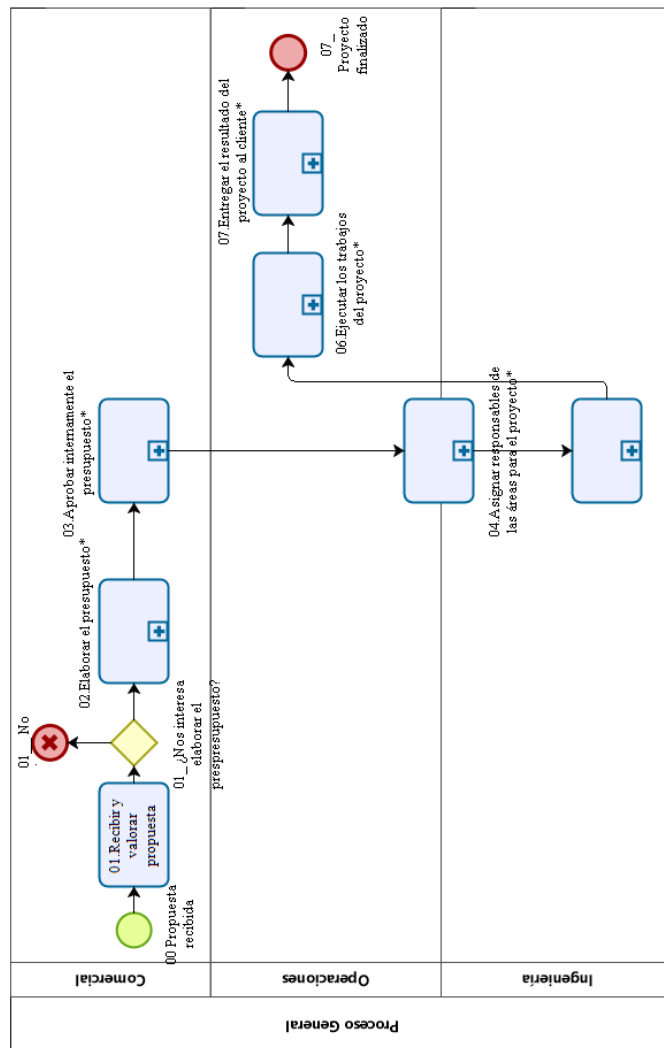 Proceso General
Comercial
Operaciones
Ingeniería
00 Propuesta
recibida
01.Recibir y
valorar
propuesta
01_¿Nos interesa
elaborar el
prespresupuesto?
01_ No
02.Elaborar el presupuesto*
03.Aprobar internamente el
presupuesto*
04.Asignar responsables de
las áreas para el proyecto*
06.Ejecutar los trabajos
del proyecto*
07.Entregar el resultado del
proyecto al cliente*
07_
Proyecto
finalizado